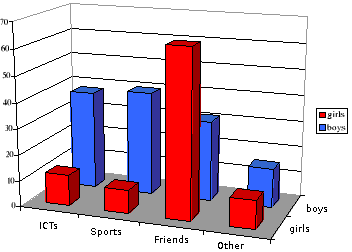 70
60
50
40
30
20
10
0
ICTs
Sports
Friends
Other
girls
boys
girls
boys